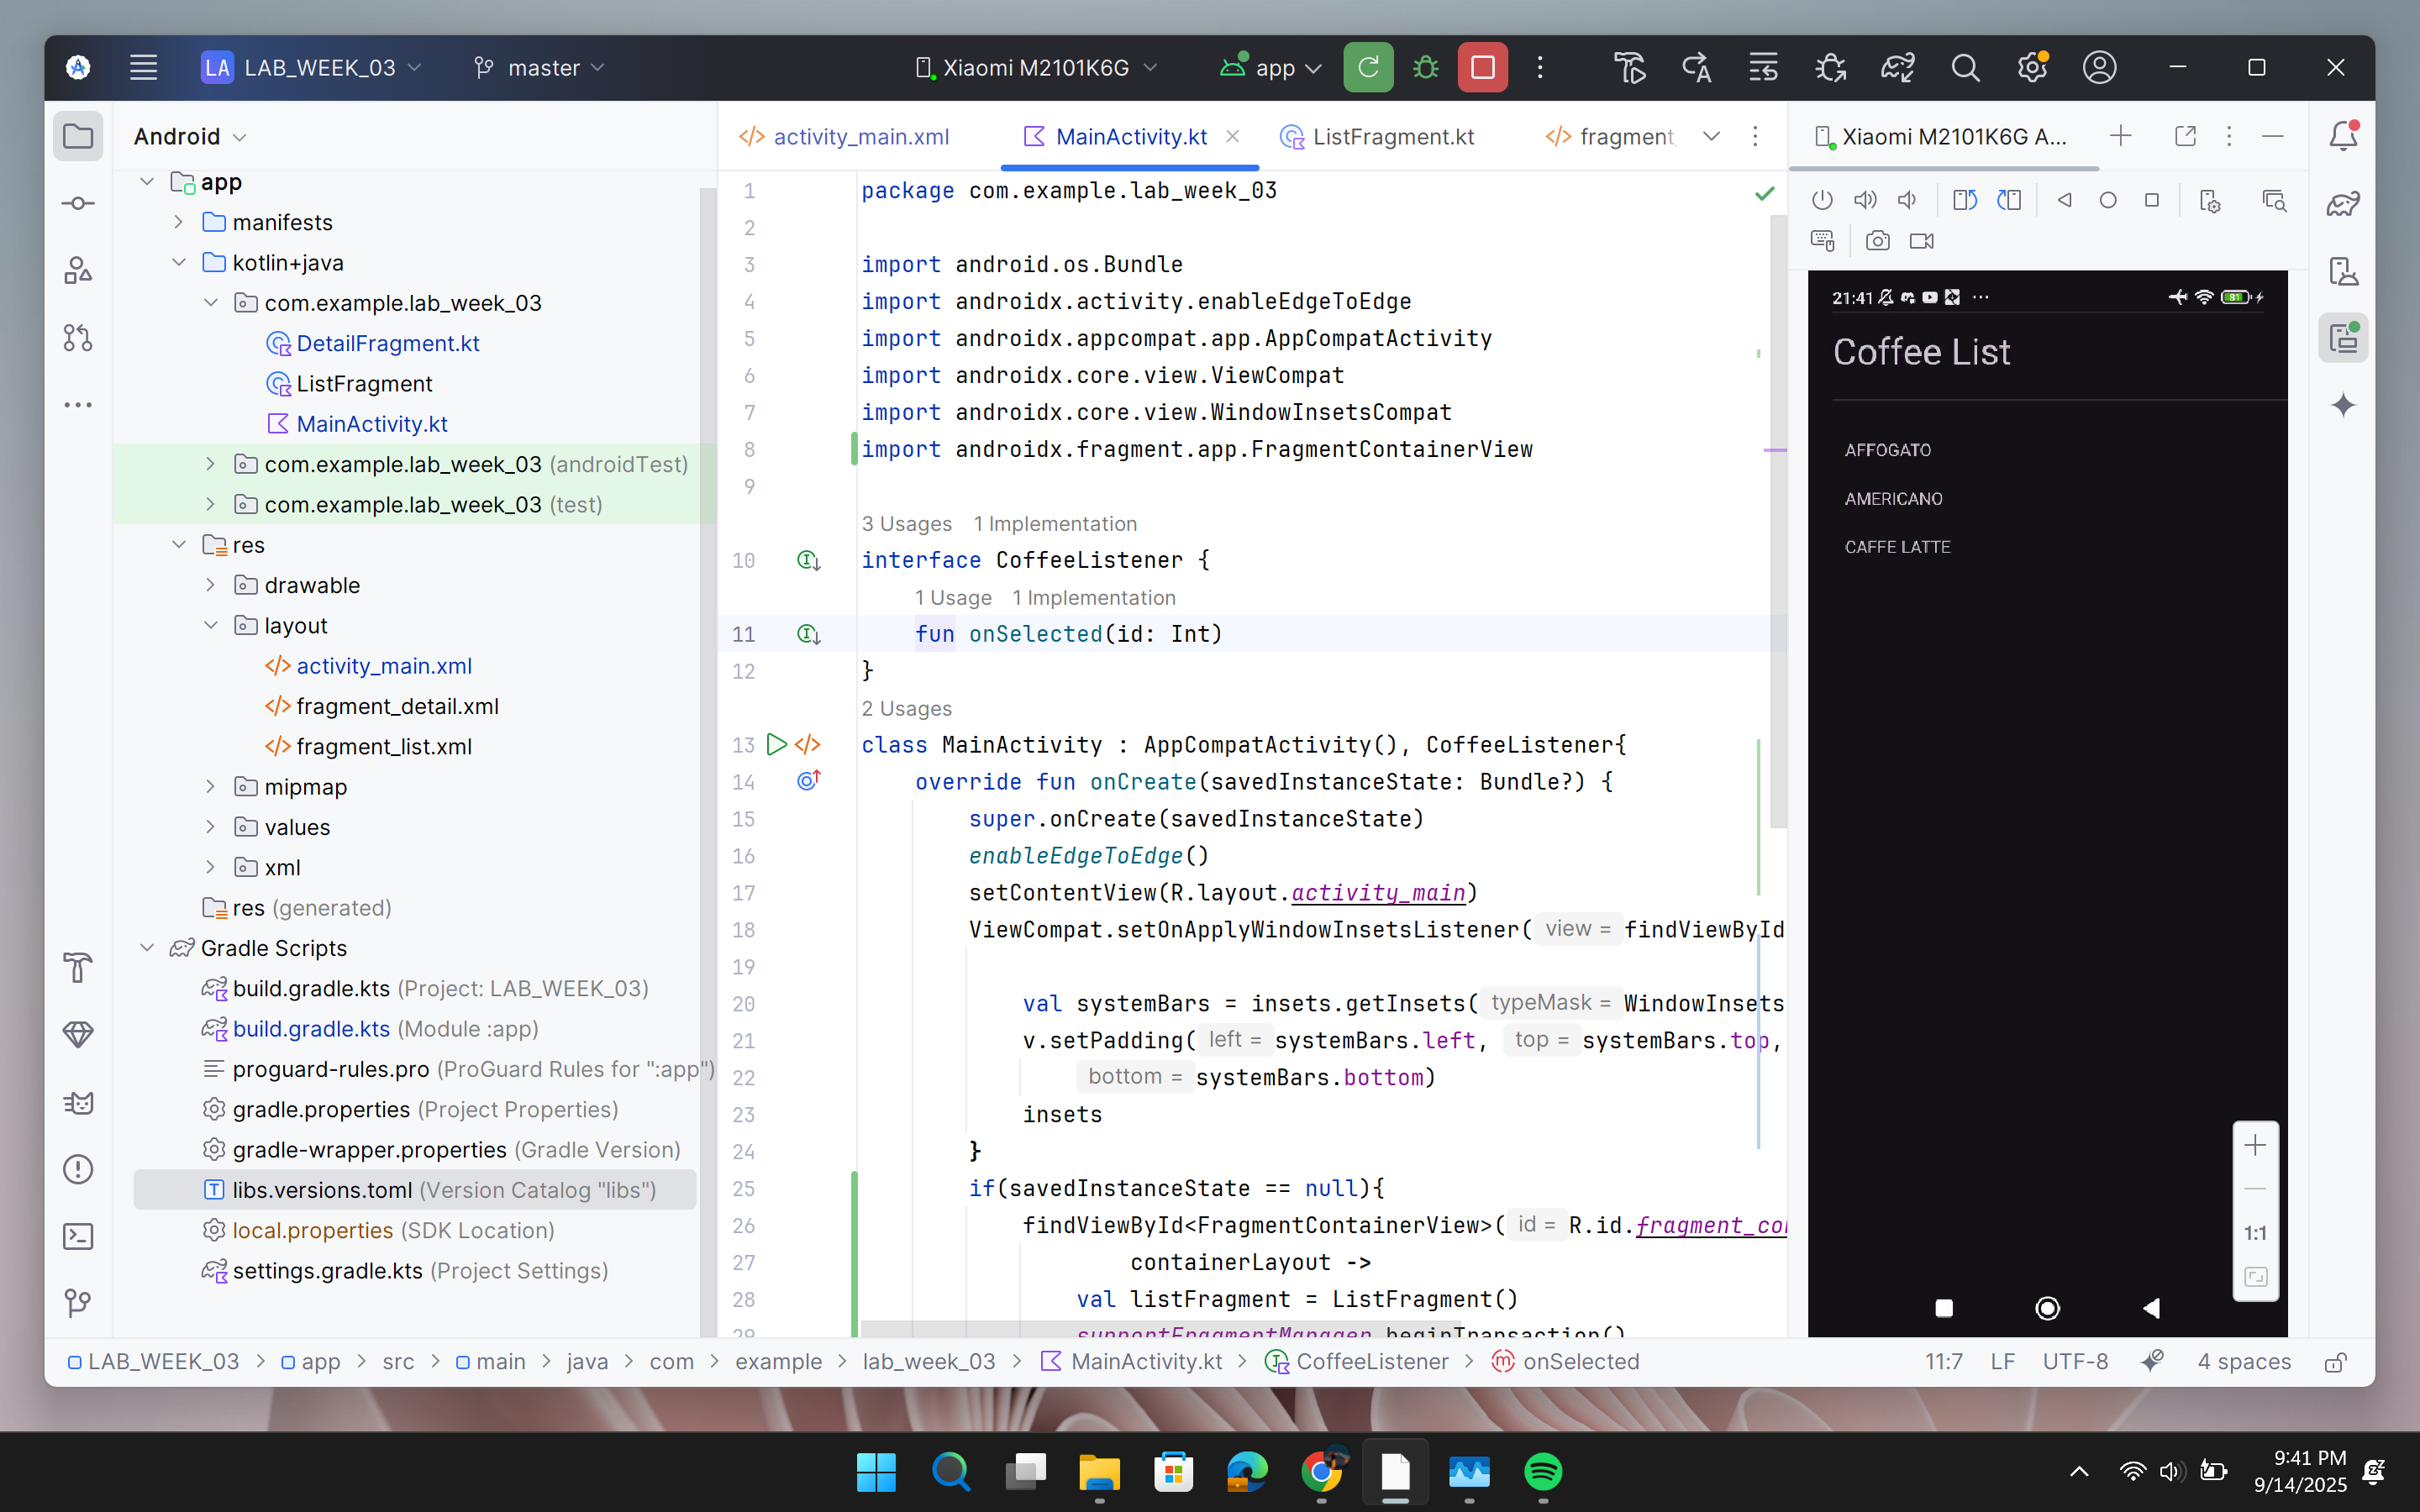 LA LAB_WEEK_03 master Xiaomi M2101K6G app
Android
app
manifests
kotlin+java
com.example.lab_week_03
DetailFragment.kt
ListFragment
MainActivity.kt
com.example.lab_week_03 (androidTest)
com.example.lab_week_03 (test)
res
drawable
layout
activity_main.xml
fragment_detail.xml
fragment_list.xml
mipmap
values
xml
res (generated)
Gradle Scripts
build.gradle.kts (Project: LAB_WEEK_03)
build.gradle.kts (Module :app)
proguard-rules.pro (ProGuard Rules for ":app")
gradle.properties (Project Properties)
gradle-wrapper.properties (Gradle Version)
libs.versions.toml (Version Catalog "libs")
local.properties (SDK Location)
settings.gradle.kts (Project Settings)
activity_main.xml MainActivity.kt ListFragment.kt fragment
1 package com.example.lab_week_03
2
3 import android.os.Bundle
4 import androidx.activity.enableEdgeToEdge
5 import androidx.appcompat.app.AppCompatActivity
6 import androidx.core.view.ViewCompat
7 import androidx.core.view.WindowInsetsCompat
8 import androidx.fragment.app.FragmentContainerView
9
3 Usages 1 Implementation
10 interface CoffeeListener {
1 Usage 1 Implementation
11 fun onSelected(id: Int)
12 }
2 Usages
13 class MainActivity : AppCompatActivity(), CoffeeListener{
14 override fun onCreate(savedInstanceState: Bundle?) {
15 super.onCreate(savedInstanceState)
16 enableEdgeToEdge()
17 setContentView(R.layout.activity_main)
18 ViewCompat.setOnApplyWindowInsetsListener( view = findViewById
19
20 val systemBars = insets.getInsets( typeMask = WindowInsets
21 v.setPadding( left = systemBars.left, top = systemBars.top,
22 bottom = systemBars.bottom)
23 insets
24 }
25 if(savedInstanceState == null){
26 findViewById<FragmentContainerView>( id = R.id.fragment_co
27 containerLayout ->
28 val listFragment = ListFragment()
29 supportFragmentManager.beginTransaction()
Xiaomi M2101K6G A...
21:41 ... 81
Coffee List
AFFOGATO
AMERICANO
CAFFE LATTE
1:1
LAB_WEEK_03 > app > src > main > java > com > example > lab_week_03 > MainActivity.kt > CoffeeListener > onSelected
11:7 LF UTF-8 4 spaces
9:41 PM
9/14/2025